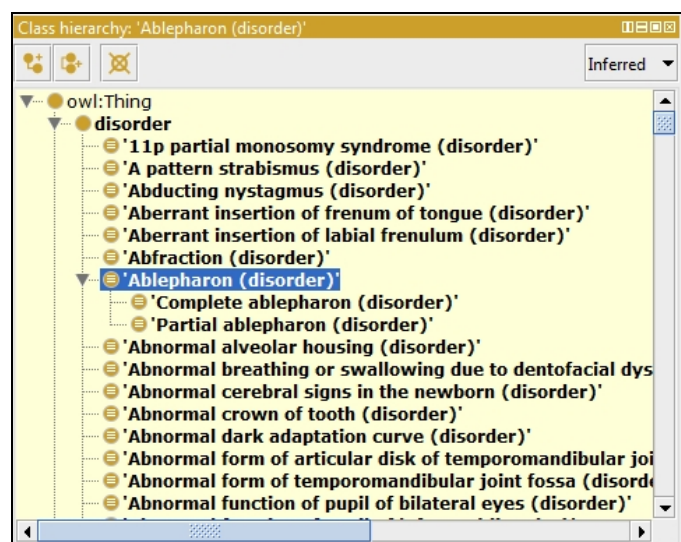 Class hierarchy: 'Ablepharon (disorder)'
Inferred
owl:Thing
disorder
'11p partial monosomy syndrome (disorder)'
'A pattern strabismus (disorder)'
'Abducting nystagmus (disorder)'
'Aberrant insertion of frenum of tongue (disorder)'
'Aberrant insertion of labial frenulum (disorder)'
'Abfraction (disorder)'
'Ablepharon (disorder)'
'Complete ablepharon (disorder)'
'Partial ablepharon (disorder)'
'Abnormal alveolar housing (disorder)'
'Abnormal breathing or swallowing due to dentofacial dys
'Abnormal cerebral signs in the newborn (disorder)'
'Abnormal crown of tooth (disorder)'
'Abnormal dark adaptation curve (disorder)'
'Abnormal form of articular disk of temporomandibular joi
'Abnormal form of temporomandibular joint fossa (disorde
'Abnormal function of pupil of bilateral eyes (disorder)'